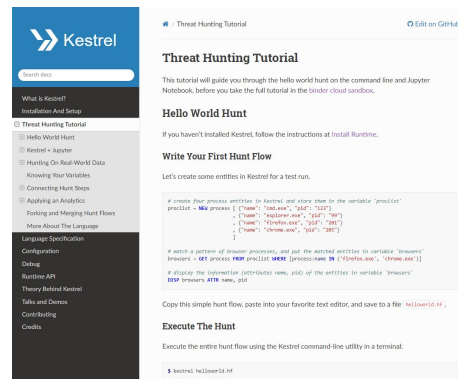 Kestrel
Search docs
What is Kestrel?
Installation And Setup
Threat Hunting Tutorial
Hello World Hunt
Kestrel + Jupyter
Hunting On Real-World Data
Knowing Your Variables
Connecting Hunt Steps
Applying an Analytics
Forking and Merging Hunt Flows
More About The Language
Language Specification
Configuration
Debug
Runtime API
Theory Behind Kestrel
Talks and Demos
Contributing
Credits
/ Threat Hunting Tutorial
Edit on GitHub
Threat Hunting Tutorial
This tutorial will guide you through the hello world hunt on the command line and Jupyter
Notebook, before you take the full tutorial in the binder cloud sandbox.
Hello World Hunt
If you haven't installed Kestrel, follow the instructions at Install Runtime.
Write Your First Hunt Flow
Let's create some entities in Kestrel for a test run.
# create four process entities in Kestrel and store them in the variable `proclist`
proclist = NEW process [ {"name": "cmd.exe", "pid": "123"}
, {"name": "explorer.exe", "pid": "99"}
, {"name": "firefox.exe", "pid": "201"}
, {"name": "chrome.exe", "pid": "205"}
]
# match a pattern of browser processes, and put the matched entities in variable `browsers`
browsers = GET process FROM proclist WHERE [process:name IN ('firefox.exe', 'chrome.exe')]
# display the information (attributes name, pid) of the entities in variable `browsers`
DISP browsers ATTR name, pid
Copy this simple hunt flow, paste into your favorite text editor, and save to a file helloworld.hf .
Execute The Hunt
Execute the entire hunt flow using the Kestrel command-line utility in a terminal:
$ kestrel helloworld.hf